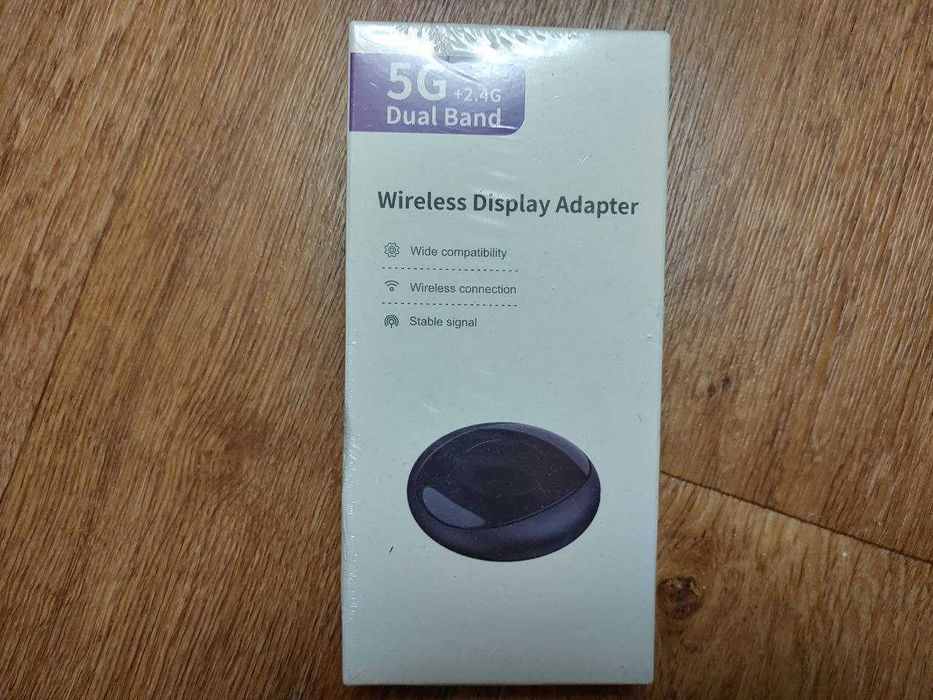 5G +2.4G
Dual Band
Wireless Display Adapter
Wide compatibility
Wireless connection
Stable signal